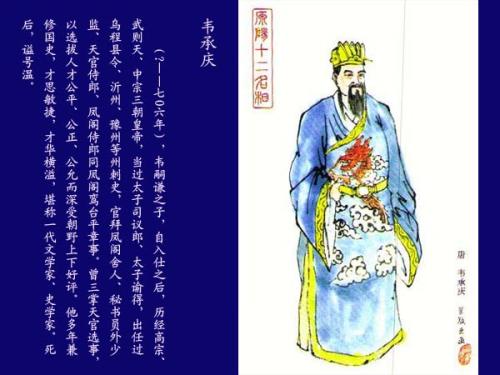 韦承庆
(?——七〇六年),韦嗣谦之子,自入仕之后,历经高宗、
武则天、中宗三朝皇帝,当过太子司议郎、太子谕得,出任过
乌程县令、沂州、豫州等州刺史,官拜凤阁舍人、秘书员外少
监、天官侍郎、凤阁侍郎同凤阁鸾台平章事。曾三掌天官选事,
以选拔人才公平、公正、公允而深受朝野上下好评。他多年兼
修国史,才思敏捷,才华横溢,堪称一代文学家、史学家。死
后,谥号温。
原陽十二名相
唐 韦承庆